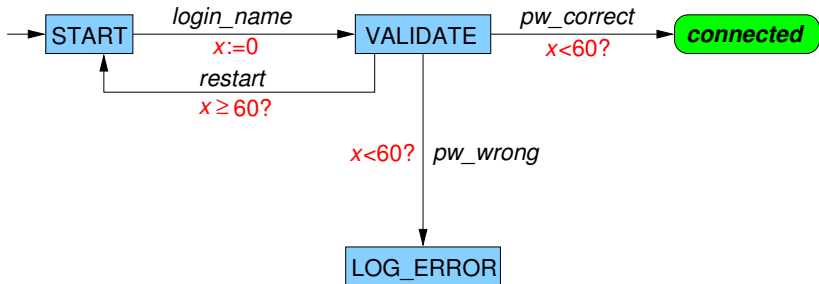 login_name
pw_correct
START
VALIDATE
connected
x:=0
x<60?
restart
x ≥ 60?
x<60?
pw_wrong
LOG_ERROR